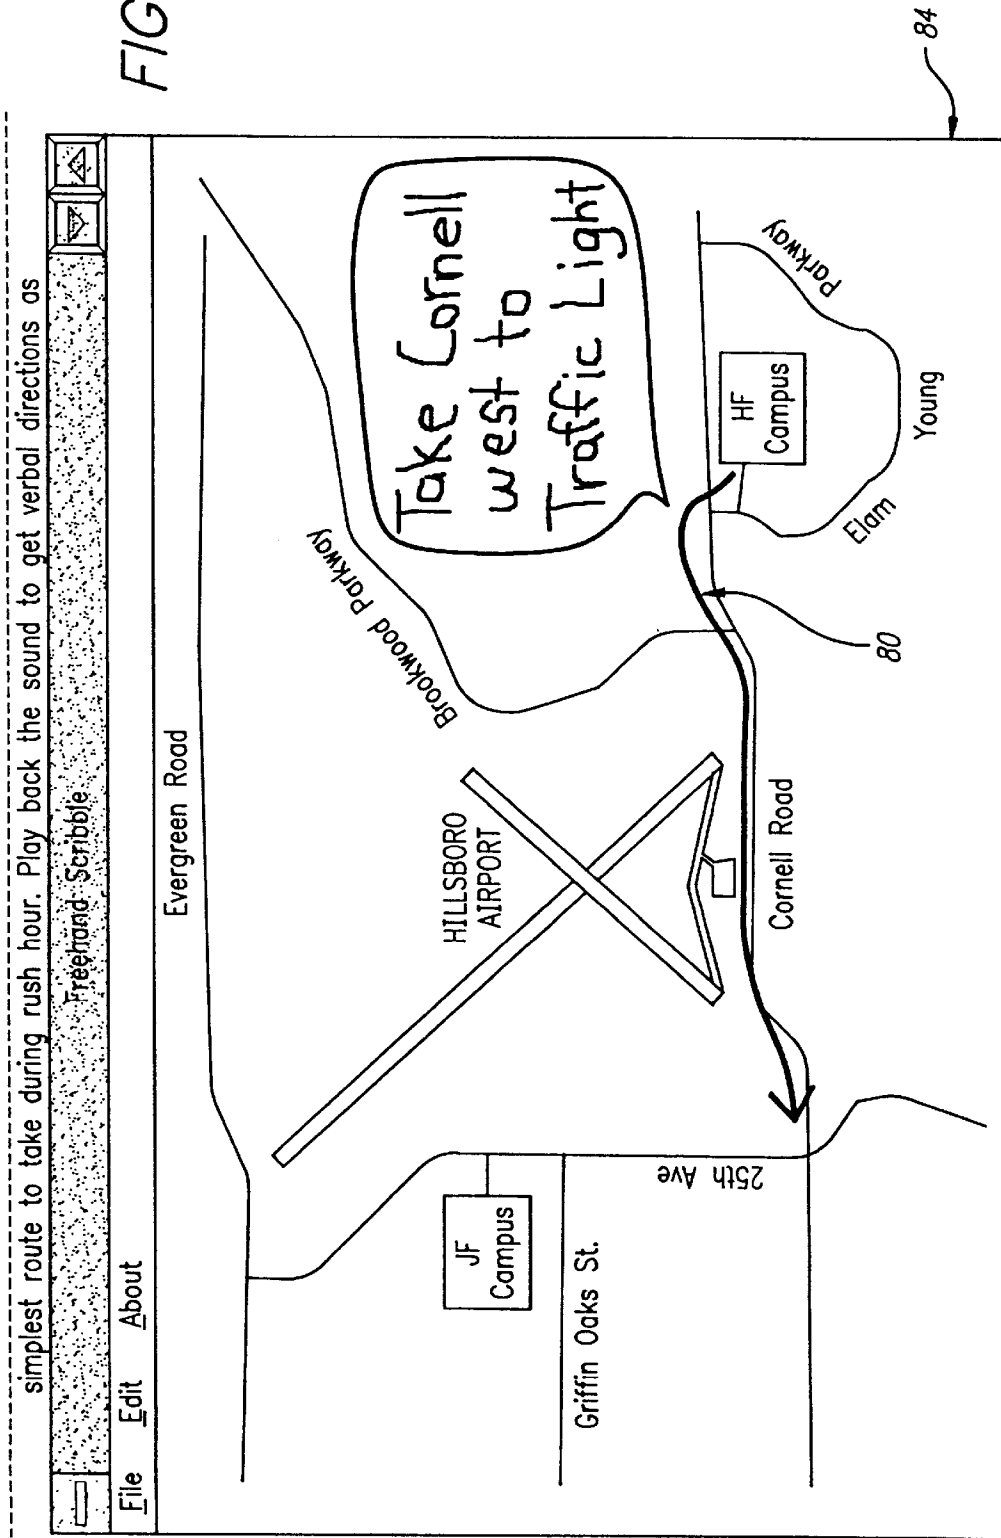 simplest route to take during rush hour. Play back the sound to get verbal directions as
Freehand Scribble
File Edit About
FIG
Evergreen Road
Brookwood Parkway
Take Cornell
west to
Traffic Light
HILLSBORO
AIRPORT
JF
Campus
Griffin Oaks St.
25th Ave
Cornell Road
HF
Campus
Parkway
Elam
Young
80
84